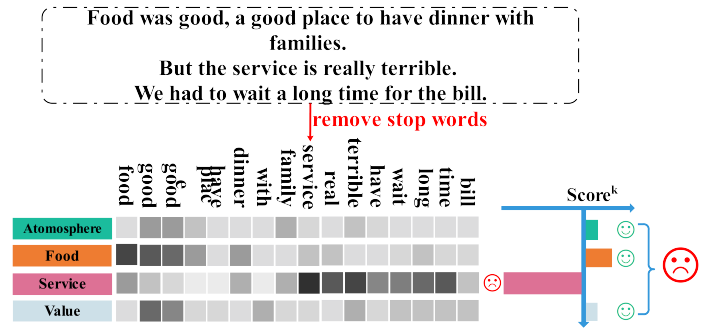 Food was good, a good place to have dinner with
families.
But the service is really terrible.
We had to wait a long time for the bill.
remove stop words
food
good
good
place
have
dinner
with
family
service
real
terrible
have
wait
long
time
bill
Score^k
Atomosphere
Food
Service
Value